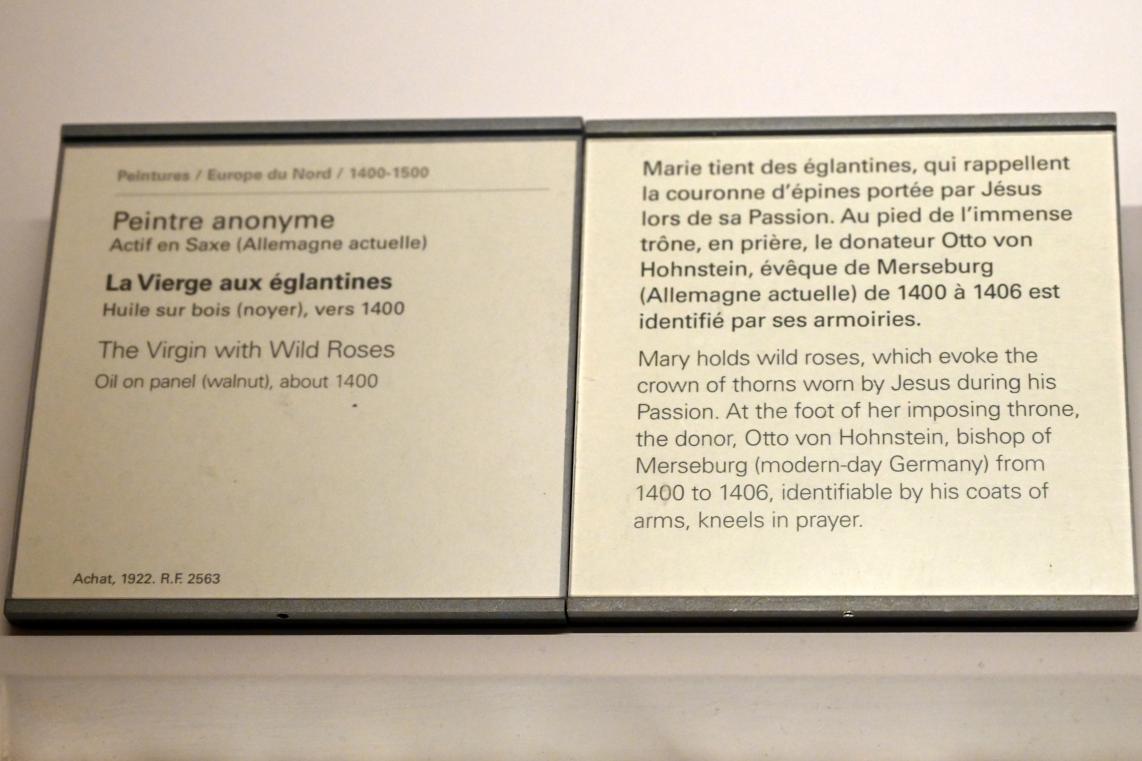 Peintures / Europe du Nord / 1400-1500
Peintre anonyme
Actif en Saxe (Allemagne actuelle)
La Vierge aux églantines
Huile sur bois (noyer), vers 1400
The Virgin with Wild Roses
Oil on panel (walnut), about 1400
Achat, 1922. R.F. 2563
Marie tient des églantines, qui rappellent
la couronne d'épines portée par Jésus
lors de sa Passion. Au pied de l'immense
trône, en prière, le donateur Otto von
Hohnstein, évêque de Merseburg
(Allemagne actuelle) de 1400 à 1406 est
identifié par ses armoiries.
Mary holds wild roses, which evoke the
crown of thorns worn by Jesus during his
Passion. At the foot of her imposing throne,
the donor, Otto von Hohnstein, bishop of
Merseburg (modern-day Germany) from
1400 to 1406, identifiable by his coats of
arms, kneels in prayer.